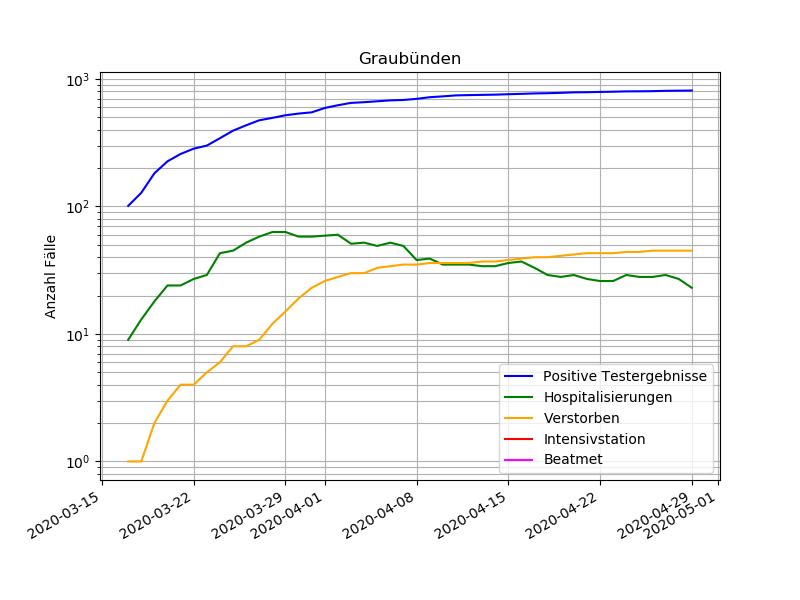 Graubünden
Anzahl Fälle
10³
10²
10¹
10⁰
Positive Testergebnisse
Hospitalisierungen
Verstorben
Intensivstation
Beatmet
2020-03-15
2020-03-22
2020-03-29
2020-04-01
2020-04-08
2020-04-15
2020-04-22
2020-04-29
2020-05-01